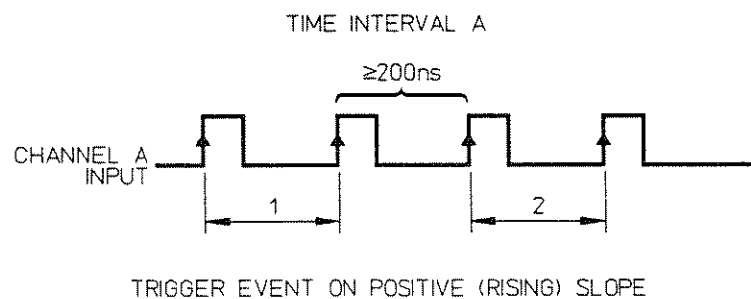 TIME INTERVAL A
≥200ns
CHANNEL A
INPUT
1
2
TRIGGER EVENT ON POSITIVE (RISING) SLOPE